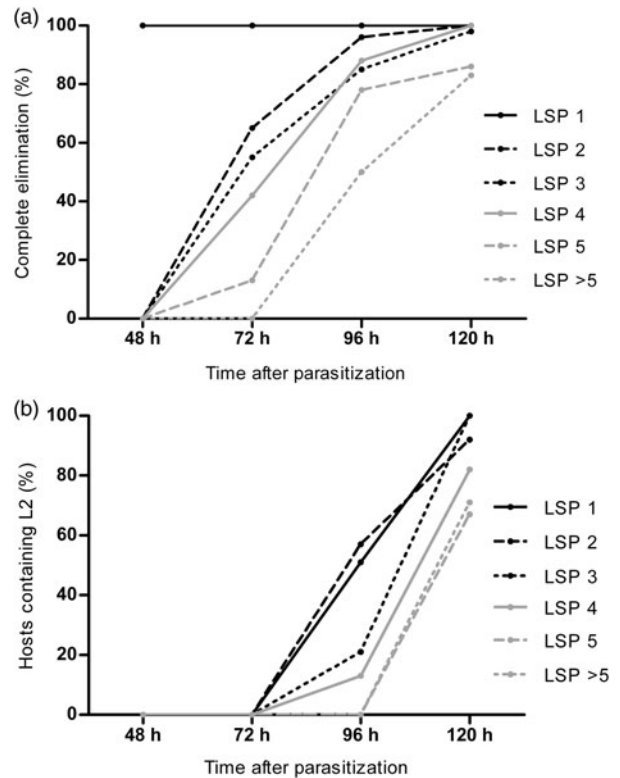 (a)
Complete elimination (%)
100
80
60
40
20
0
48 h 72 h 96 h 120 h
Time after parasitization
LSP 1
LSP 2
LSP 3
LSP 4
LSP 5
LSP >5
(b)
Hosts containing L2 (%)
100
80
60
40
20
0
48 h 72 h 96 h 120 h
Time after parasitization
LSP 1
LSP 2
LSP 3
LSP 4
LSP 5
LSP >5